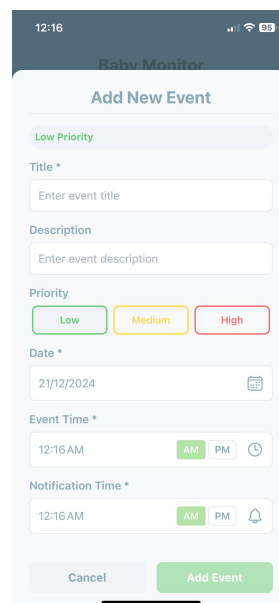 12:16
95
Baby Monitor
Add New Event
Low Priority
Title *
Enter event title
Description
Enter event description
Priority
Low Medium High
Date *
21/12/2024
Event Time *
12:16 AM AM PM
Notification Time *
12:16 AM AM PM
Cancel Add Event